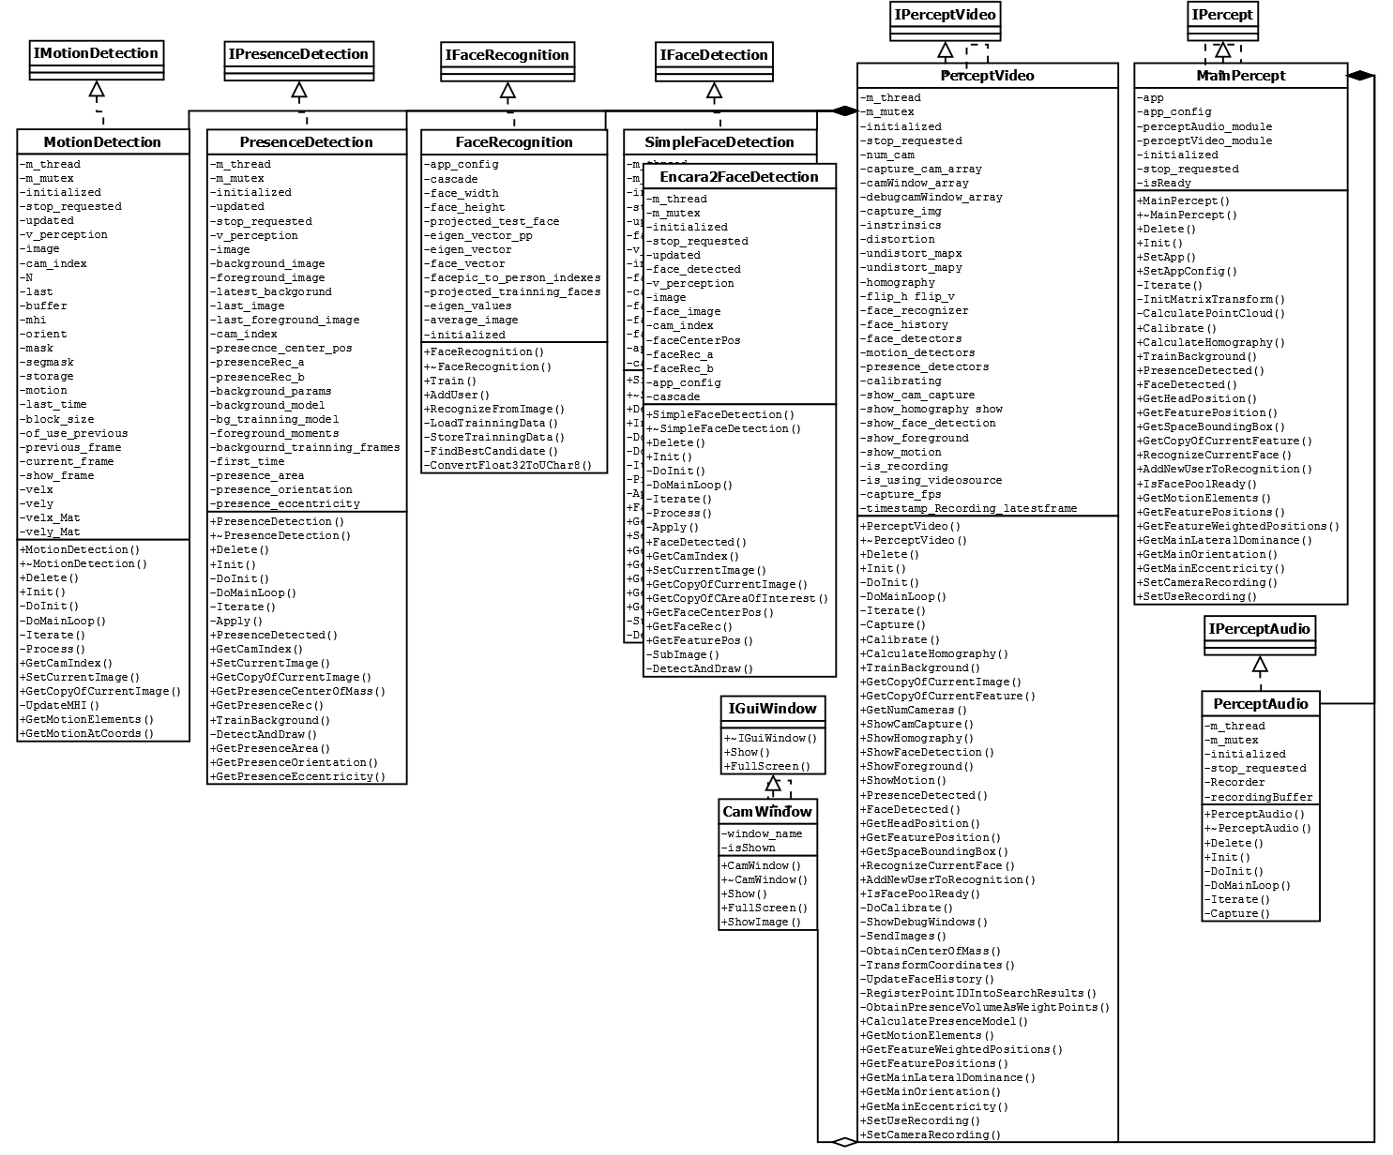 IMotionDetection
MotionDetection
-m_thread
-m_mutex
-initialized
-stop_requested
-updated
-v_perception
-image
-cam_index
-N
-last
-buffer
-mhi
-orient
-mask
-segmask
-storage
-motion
-last_time
-block_size
-of_use_previous
-previous_frame
-current_frame
-show_frame
-velx
-vely
-velx_Mat
-vely_Mat
+MotionDetection()
+~MotionDetection()
+Delete()
+Init()
-DoInit()
-DoMainLoop()
-Iterate()
-Process()
+GetCamIndex()
+SetCurrentImage()
+GetCopyOfCurrentImage()
-UpdateMHI()
+GetMotionElements()
+GetMotionAtCoords()
IPresenceDetection
PresenceDetection
-m_thread
-m_mutex
-initialized
-updated
-stop_requested
-v_perception
-image
-background_image
-foreground_image
-latest_backgorund
-last_image
-last_foreground_image
-cam_index
-presecnce_center_pos
-presenceRec_a
-presenceRec_b
-background_params
-background_model
-bg_trainning_model
-foreground_moments
-backgournd_trainning_frames
-first_time
-presence_area
-presence_orientation
-presence_eccentricity
+PresenceDetection()
+~PresenceDetection()
+Delete()
+Init()
-DoInit()
-DoMainLoop()
-Iterate()
-Apply()
+PresenceDetected()
+GetCamIndex()
+SetCurrentImage()
+GetCopyOfCurrentImage()
+GetPresenceCenterOfMass()
+GetPresenceRec()
+TrainBackground()
-DetectAndDraw()
+GetPresenceArea()
+GetPresenceOrientation()
+GetPresenceEccentricity()
IFaceRecognition
FaceRecognition
-app_config
-cascade
-face_width
-face_height
-projected_test_face
-eigen_vector_pp
-eigen_vector
-face_vector
-facepic_to_person_indexes
-projected_trainning_faces
-eigen_values
-average_image
-initialized
+FaceRecognition()
+~FaceRecognition()
+Train()
+AddUser()
+RecognizeFromImage()
-LoadTrainningData()
-StoreTrainningData()
-FindBestCandidate()
-ConvertFloat32ToUChar8()
IFaceDetection
SimpleFaceDetection
Encara2FaceDetection
-m_thread
-m_mutex
-initialized
-stop_requested
-updated
-face_detected
-v_perception
-image
-face_image
-cam_index
-faceCenterPos
-faceRec_a
-faceRec_b
-app_config
-cascade
+SimpleFaceDetection()
+~SimpleFaceDetection()
+Delete()
+Init()
-DoInit()
-DoMainLoop()
-Iterate()
-Process()
-Apply()
+FaceDetected()
+GetCamIndex()
+SetCurrentImage()
+GetCopyOfCurrentImage()
+GetCopyOfCAreaOfInterest()
+GetFaceCenterPos()
+GetFaceRec()
+GetFeaturePos()
-SubImage()
-DetectAndDraw()
IGuiWindow
+~IGuiWindow()
+Show()
+FullScreen()
CamWindow
-window_name
-isShown
+CamWindow()
+~CamWindow()
+Show()
+FullScreen()
+ShowImage()
IPerceptVideo
PerceptVideo
-m_thread
-m_mutex
-initialized
-stop_requested
-num_cam
-capture_cam_array
-camWindow_array
-debugcamWindow_array
-capture_img
-instrinsics
-distortion
-undistort_mapx
-undistort_mapy
-homography
-flip_h flip_v
-face_recognizer
-face_history
-face_detectors
-motion_detectors
-presence_detectors
-calibrating
-show_cam_capture
-show_homography show
-show_face_detection
-show_foreground
-show_motion
-is_recording
-is_using_videosource
-capture_fps
-timestamp_Recording_latestframe
+PerceptVideo()
+~PerceptVideo()
+Delete()
+Init()
-DoInit()
-DoMainLoop()
-Iterate()
-Capture()
+Calibrate()
+CalculateHomography()
+TrainBackground()
+GetCopyOfCurrentImage()
+GetCopyOfCurrentFeature()
+GetNumCameras()
+ShowCamCapture()
+ShowHomography()
+ShowFaceDetection()
+ShowForeground()
+ShowMotion()
+PresenceDetected()
+FaceDetected()
+GetHeadPosition()
+GetFeaturePosition()
+GetSpaceBoundingBox()
+RecognizeCurrentFace()
+AddNewUserToRecognition()
+IsFacePoolReady()
-DoCalibrate()
-ShowDebugWindows()
-SendImages()
-ObtainCenterOfMass()
-TransformCoordinates()
-UpdateFaceHistory()
-RegisterPointIDIntoSearchResults()
-ObtainPresenceVolumeAsWeightPoints()
+CalculatePresenceModel()
+GetMotionElements()
+GetFeatureWeightedPositions()
+GetFeaturePositions()
+GetMainLateralDominance()
+GetMainOrientation()
+GetMainEccentricity()
+SetUseRecording()
+SetCameraRecording()
IPercept
MainPercept
-app
-app_config
-perceptAudio_module
-perceptVideo_module
-initialized
-stop_requested
-isReady
+MainPercept()
+~MainPercept()
+Delete()
+Init()
+SetApp()
+SetAppConfig()
+Iterate()
-InitMatrixTransform()
-CalculatePointCloud()
+Calibrate()
+CalculateHomography()
+TrainBackground()
+PresenceDetected()
+FaceDetected()
+GetHeadPosition()
+GetFeaturePosition()
+GetSpaceBoundingBox()
+GetCopyOfCurrentFeature()
+RecognizeCurrentFace()
+AddNewUserToRecognition()
+IsFacePoolReady()
+GetMotionElements()
+GetFeaturePositions()
+GetFeatureWeightedPositions()
+GetMainLateralDominance()
+GetMainOrientation()
+GetMainEccentricity()
+SetCameraRecording()
+SetUseRecording()
IPerceptAudio
PerceptAudio
-m_thread
-m_mutex
-initialized
-stop_requested
-Recorder
-recordingBuffer
+PerceptAudio()
+~PerceptAudio()
+Delete()
+Init()
-DoInit()
-DoMainLoop()
-Iterate()
-Capture()